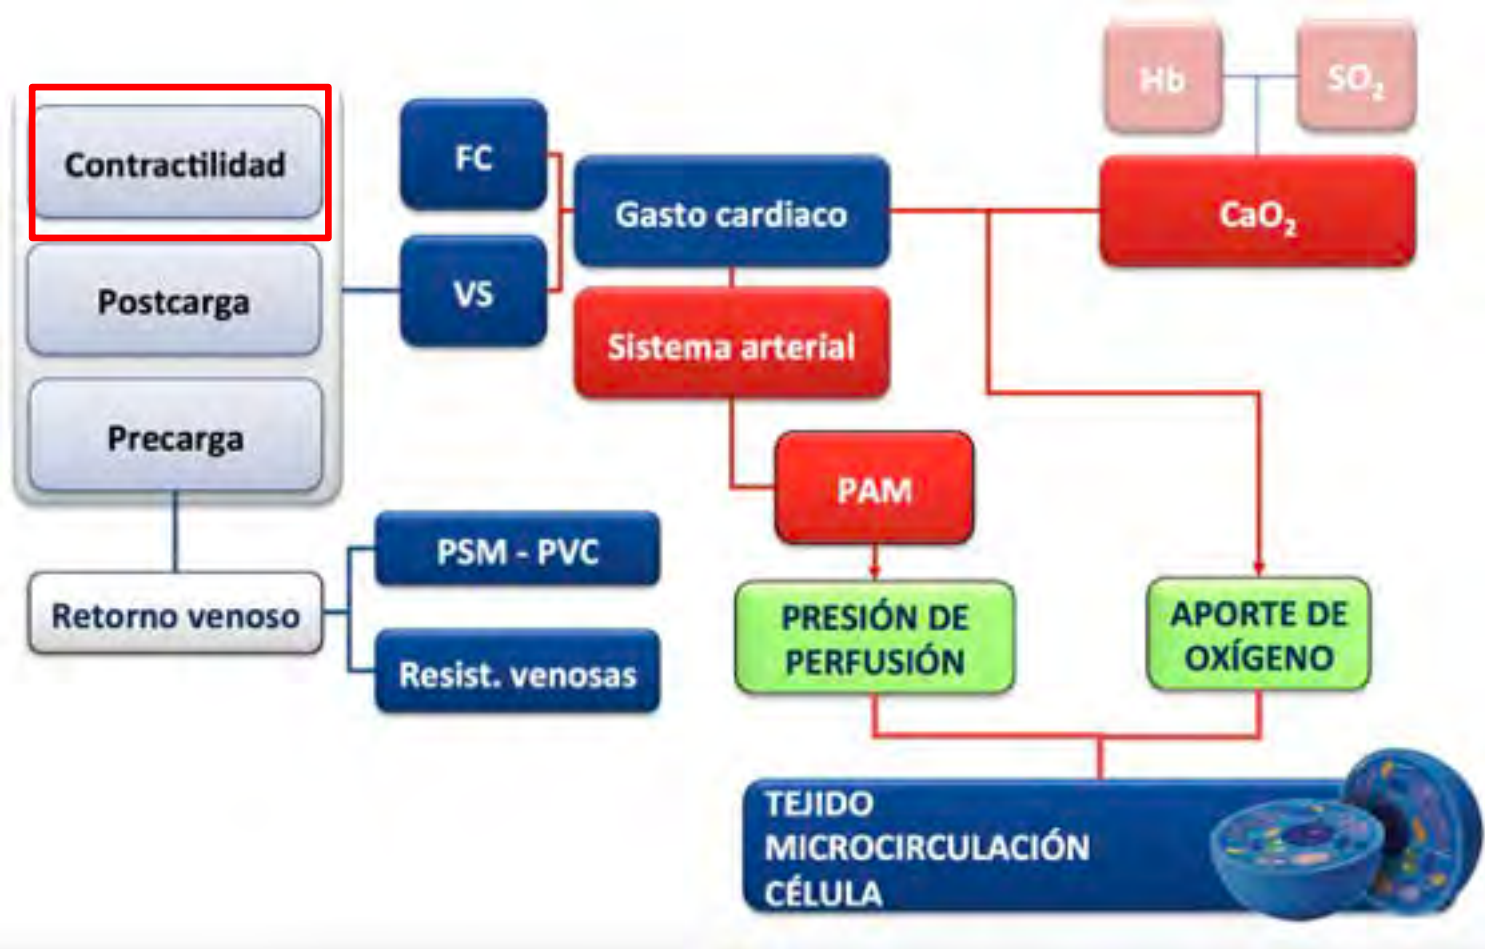 Hb
SO₂
Contractilidad
FC
Gasto cardiaco
CaO₂
Postcarga
VS
Sistema arterial
Precarga
PAM
PSM - PVC
Retorno venoso
Resist. venosas
PRESIÓN DE
PERFUSIÓN
APORTE DE
OXÍGENO
TEJIDO
MICROCIRCULACIÓN
CÉLULA